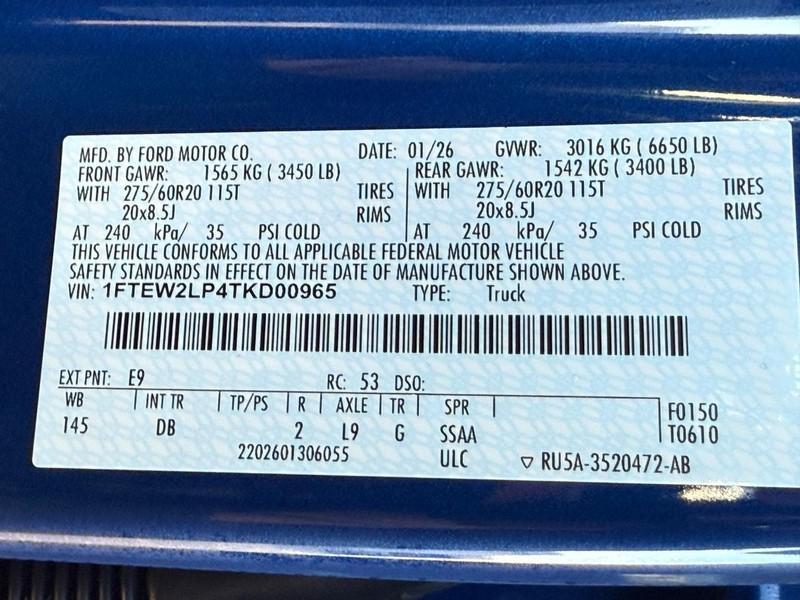 MFD. BY FORD MOTOR CO. DATE: 01/26 GVWR: 3016 KG ( 6650 LB)
FRONT GAWR: 1565 KG ( 3450 LB) REAR GAWR: 1542 KG ( 3400 LB)
WITH 275/60R20 115T TIRES WITH 275/60R20 115T TIRES
20x8.5J RIMS 20x8.5J RIMS
AT 240 kPa/ 35 PSI COLD AT 240 kPa/ 35 PSI COLD
THIS VEHICLE CONFORMS TO ALL APPLICABLE FEDERAL MOTOR VEHICLE
SAFETY STANDARDS IN EFFECT ON THE DATE OF MANUFACTURE SHOWN ABOVE.
VIN: 1FTEW2LP4TKD00965 TYPE: Truck
EXT PNT: E9 RC: 53 DSO:
WB INT TR TP/PS R AXLE TR SPR F0150
145 DB 2 L9 G SSAA T0610
2202601306055 ULC ▽ RU5A-3520472-AB